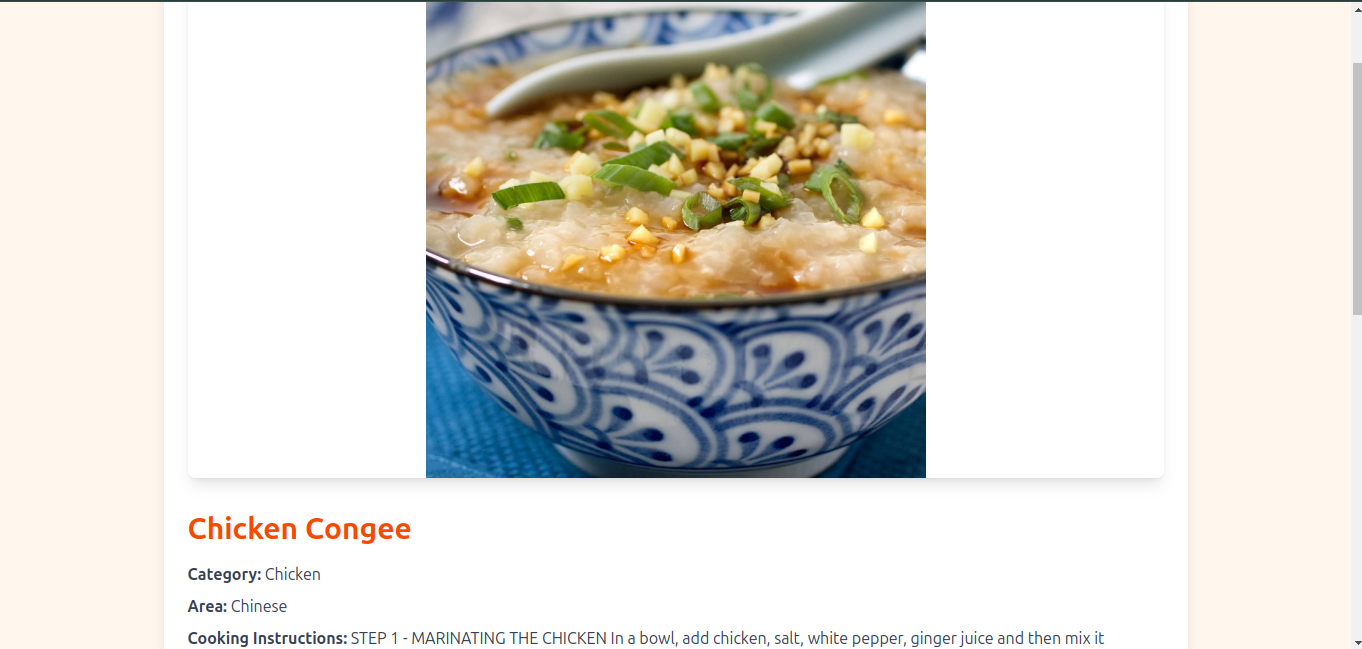 Chicken Congee
Category: Chicken
Area: Chinese
Cooking Instructions: STEP 1 - MARINATING THE CHICKEN In a bowl, add chicken, salt, white pepper, ginger juice and then mix it